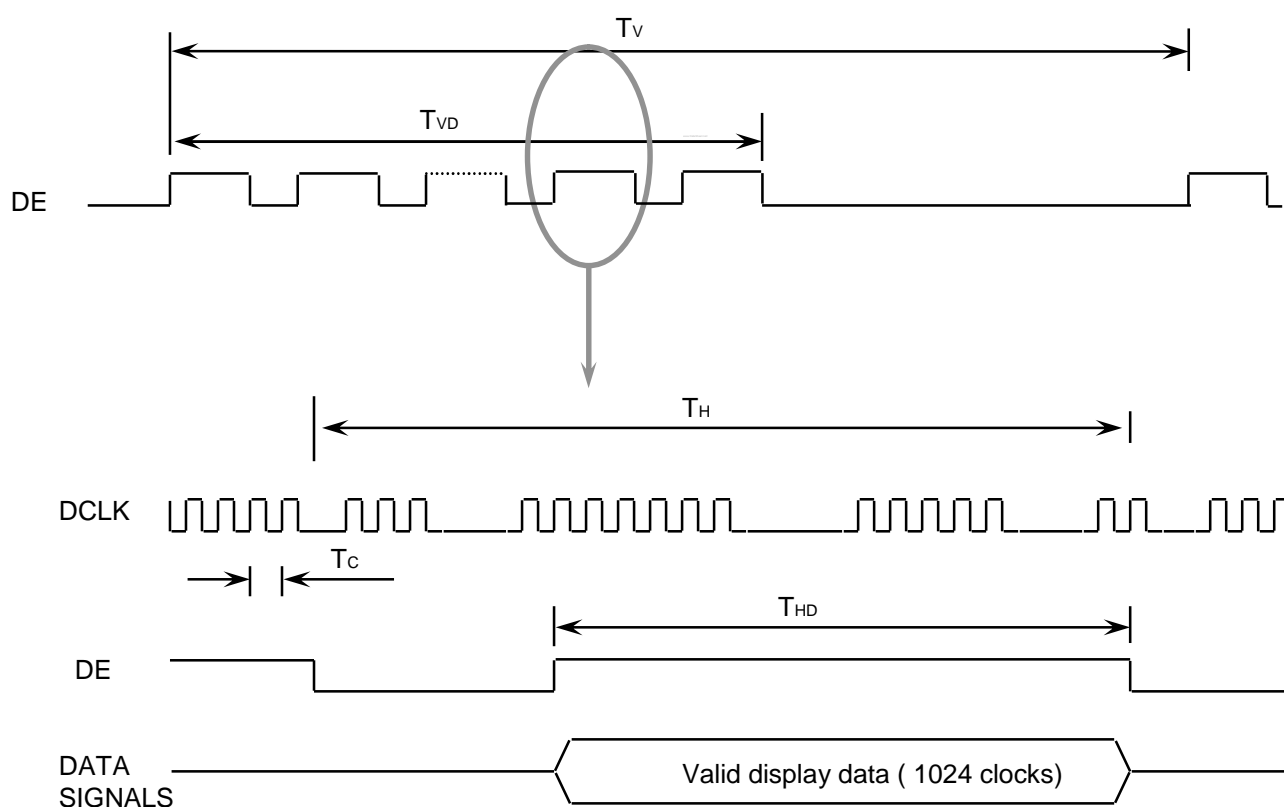 TV
TVD
DE
TH
DCLK
TC
THD
DE
DATA
SIGNALS
Valid display data ( 1024 clocks)